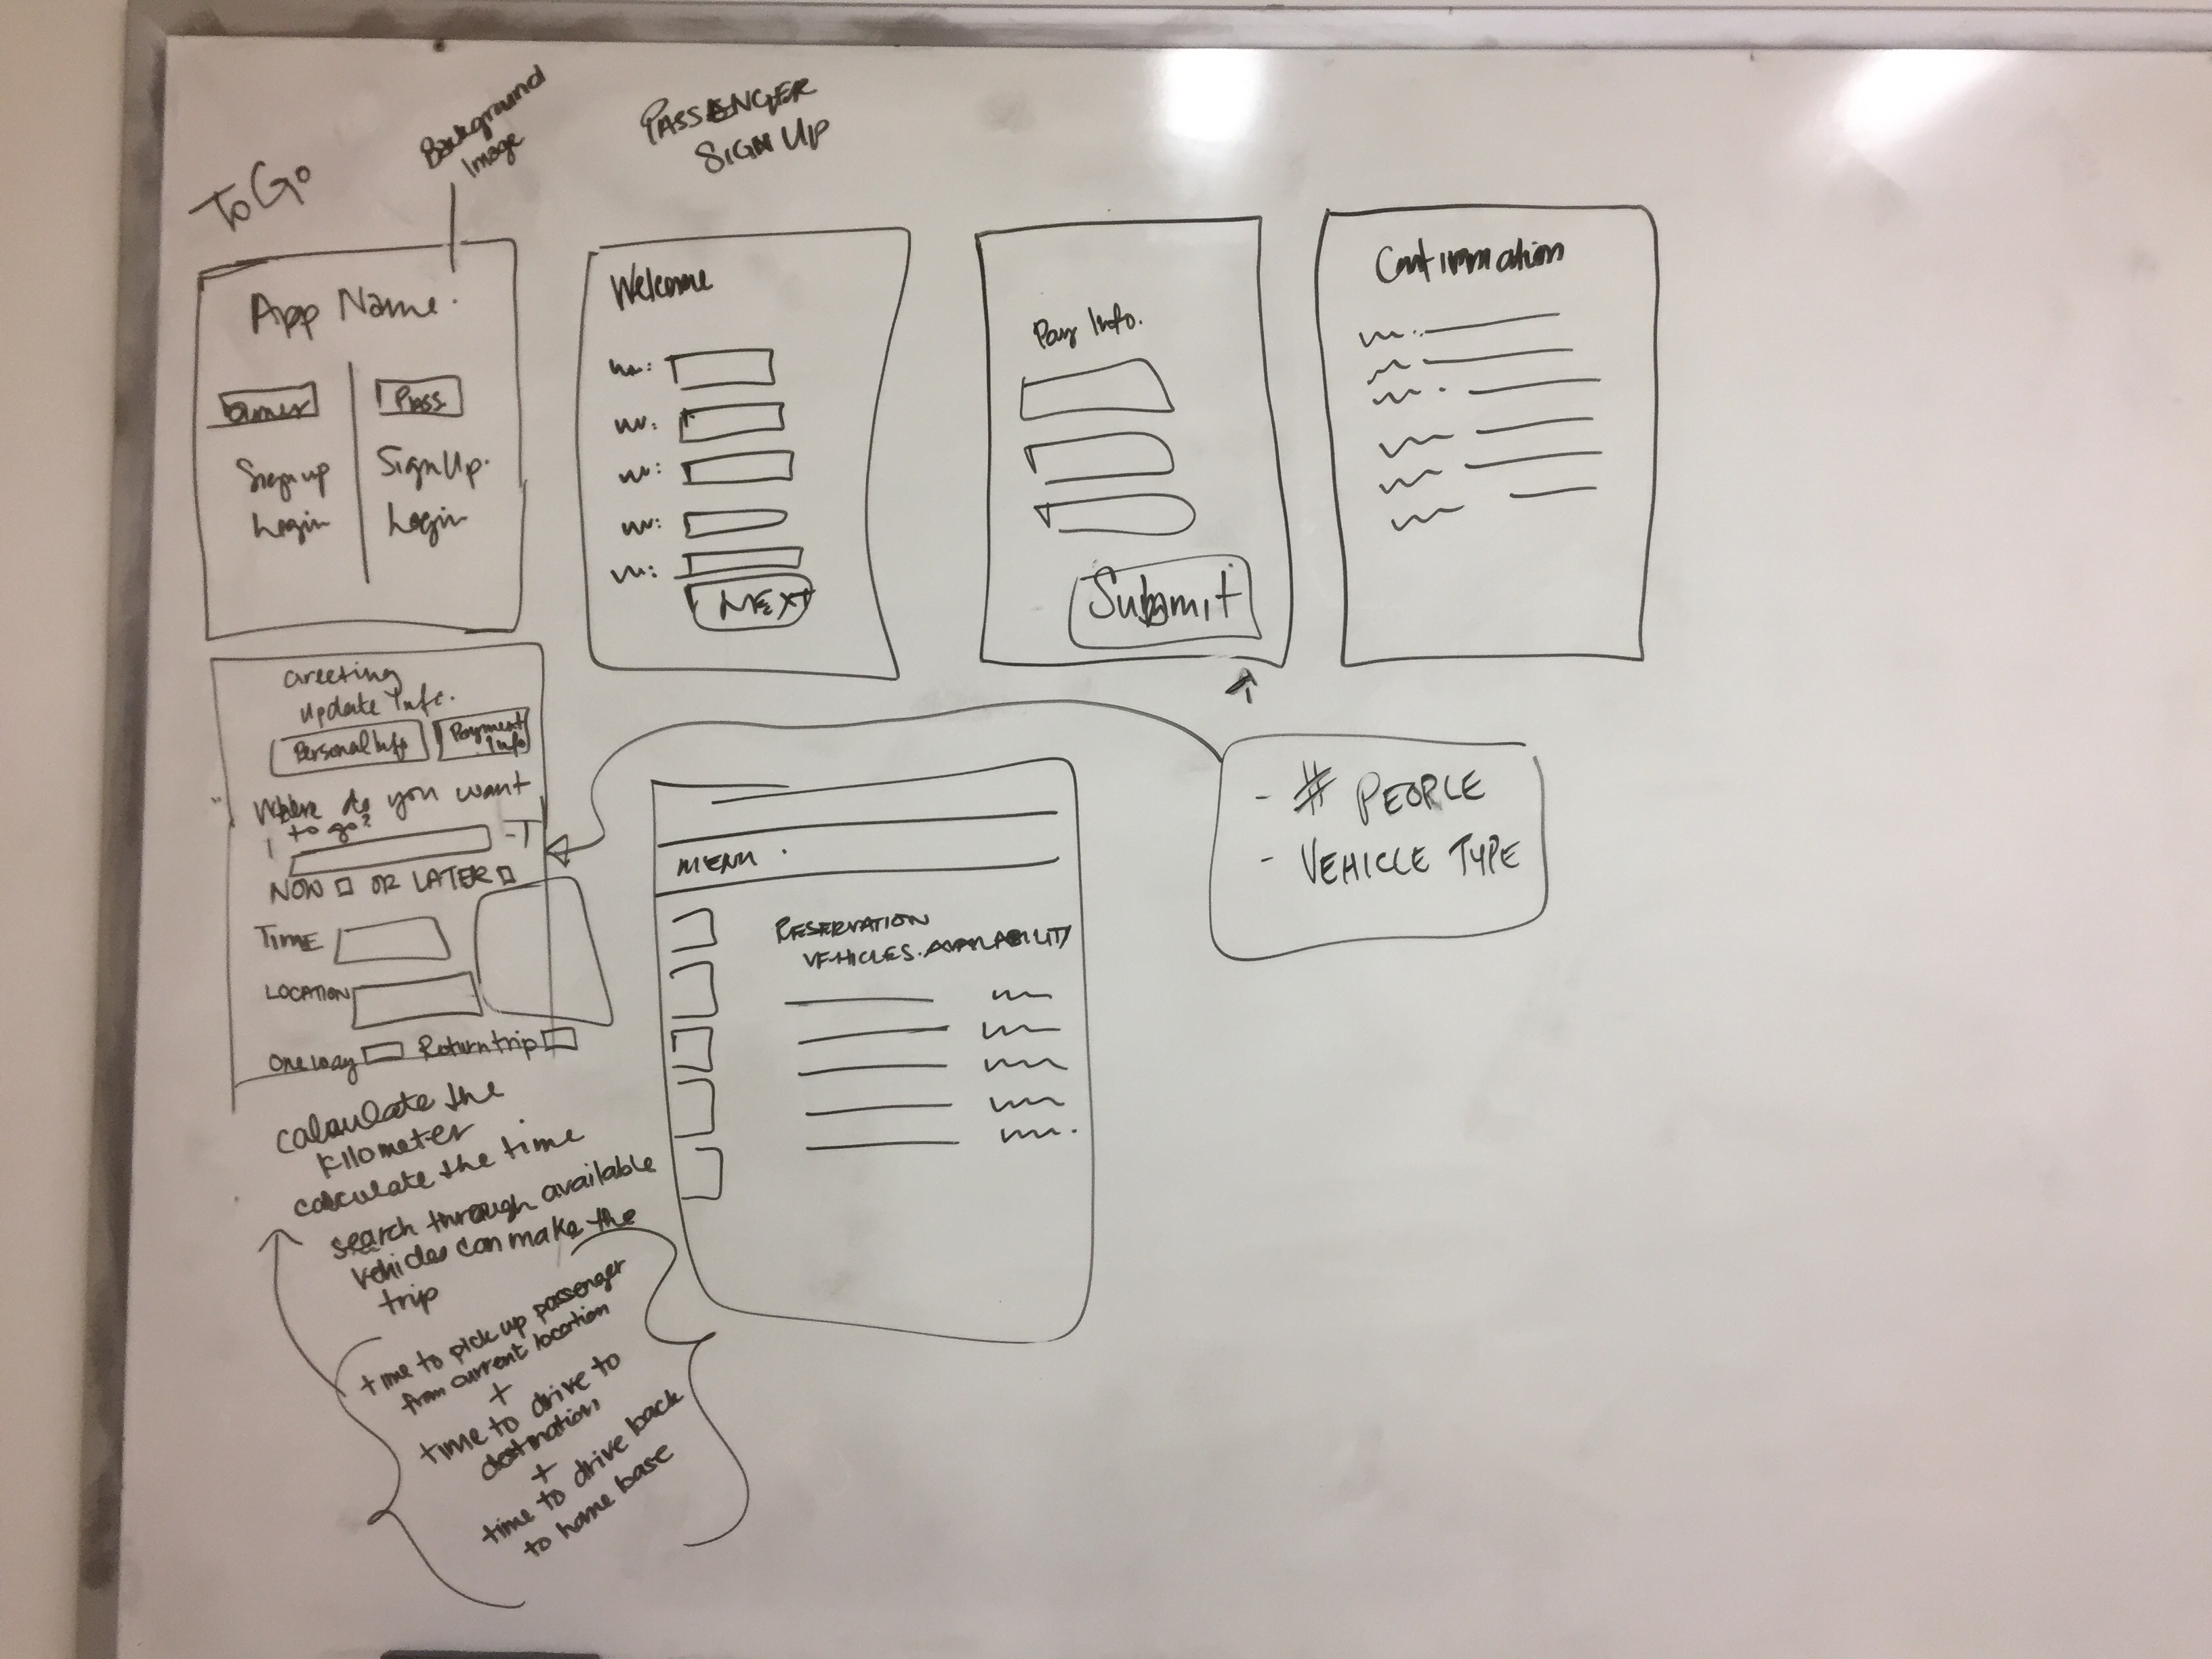 ToGo
Background
Image
PASSENGER
SIGN UP
App Name.
Pass.
Sign up
Login
Sign Up.
Login
Welcome
NEXT
Pay Info.
Submit
Confirmation
Greeting
update Info.
Personal Info
Payment
Info
Where do you want
to go?
NOW OR LATER
TIME
LOCATION
One way Return trip
- # PEOPLE
- VEHICLE TYPE
MENU
RESERVATION
VEHICLES. AVAILABILITY
calculate the
kilometer
calculate the time
search through available
vehicles can make the
trip
time to pick up passenger
from current location
+
time to drive to
destination
+
time to drive back
to home base